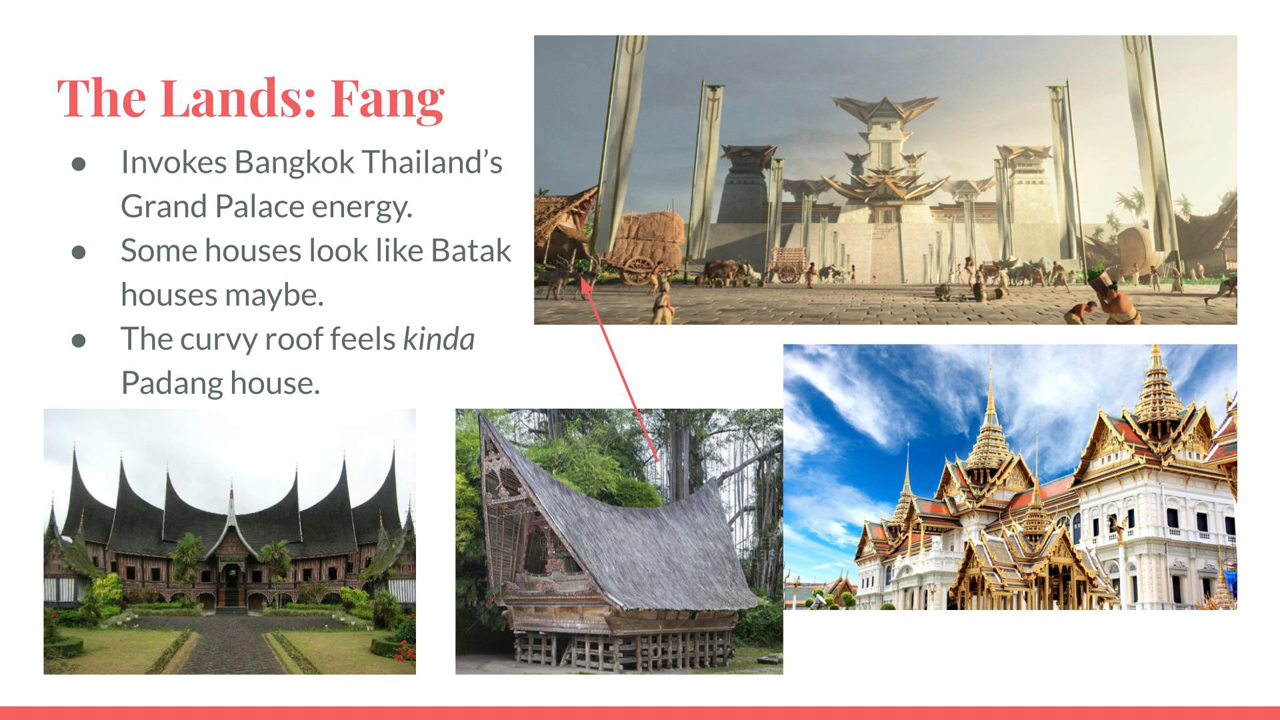 The Lands: Fang
● Invokes Bangkok Thailand’s
Grand Palace energy.
● Some houses look like Batak
houses maybe.
● The curvy roof feels kinda
Padang house.